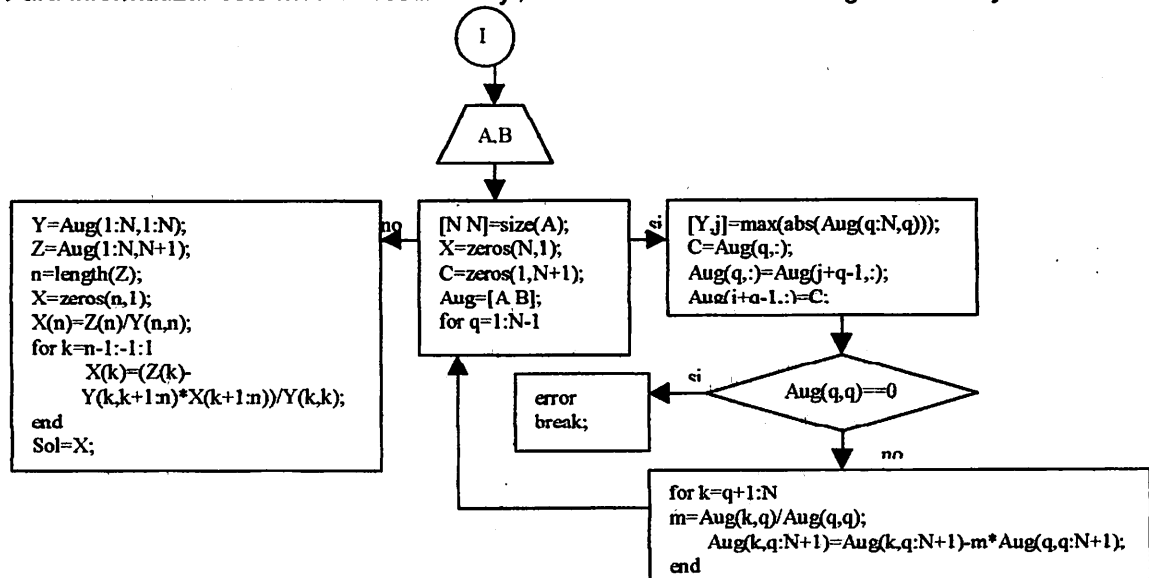 I
A,B
Y=Aug(1:N,1:N);
Z=Aug(1:N,N+1);
n=length(Z);
X=zeros(n,1);
X(n)=Z(n)/Y(n,n);
for k=n-1:-1:1
X(k)=(Z(k)-
Y(k,k+1:n)*X(k+1:n))/Y(k,k);
end
Sol=X;
no
[N N]=size(A);
X=zeros(N,1);
C=zeros(1,N+1);
Aug=[A B];
for q=1:N-1
si
[Y,j]=max(abs(Aug(q:N,q)));
C=Aug(q,:);
Aug(q,:)=Aug(j+q-1,:);
Aug(j+q-1,:)=C;
Aug(q,q)==0
si
error
break;
no
for k=q+1:N
m=Aug(k,q)/Aug(q,q);
Aug(k,q:N+1)=Aug(k,q:N+1)-m*Aug(q,q:N+1);
end